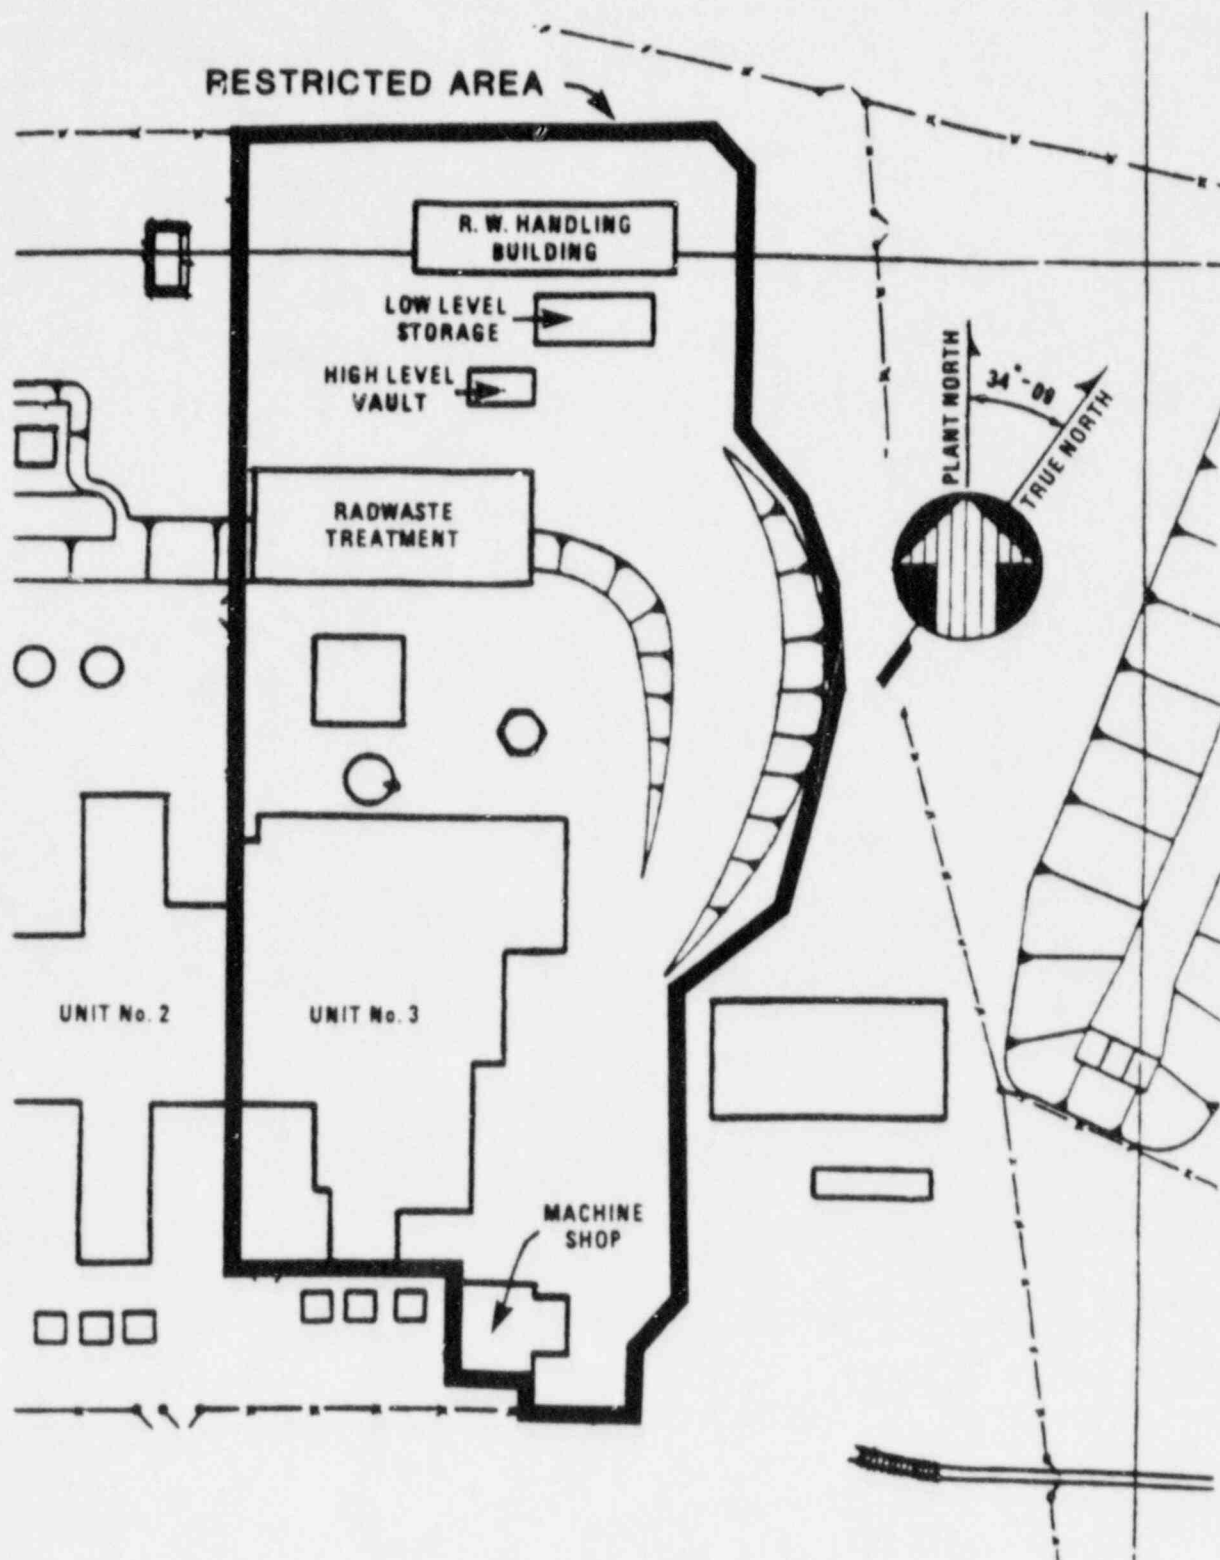 RESTRICTED AREA
R. W. HANDLING
BUILDING
LOW LEVEL
STORAGE
HIGH LEVEL
VAULT
PLANT NORTH
34°-09
TRUE NORTH
RADWASTE
TREATMENT
UNIT No. 2
UNIT No. 3
MACHINE
SHOP